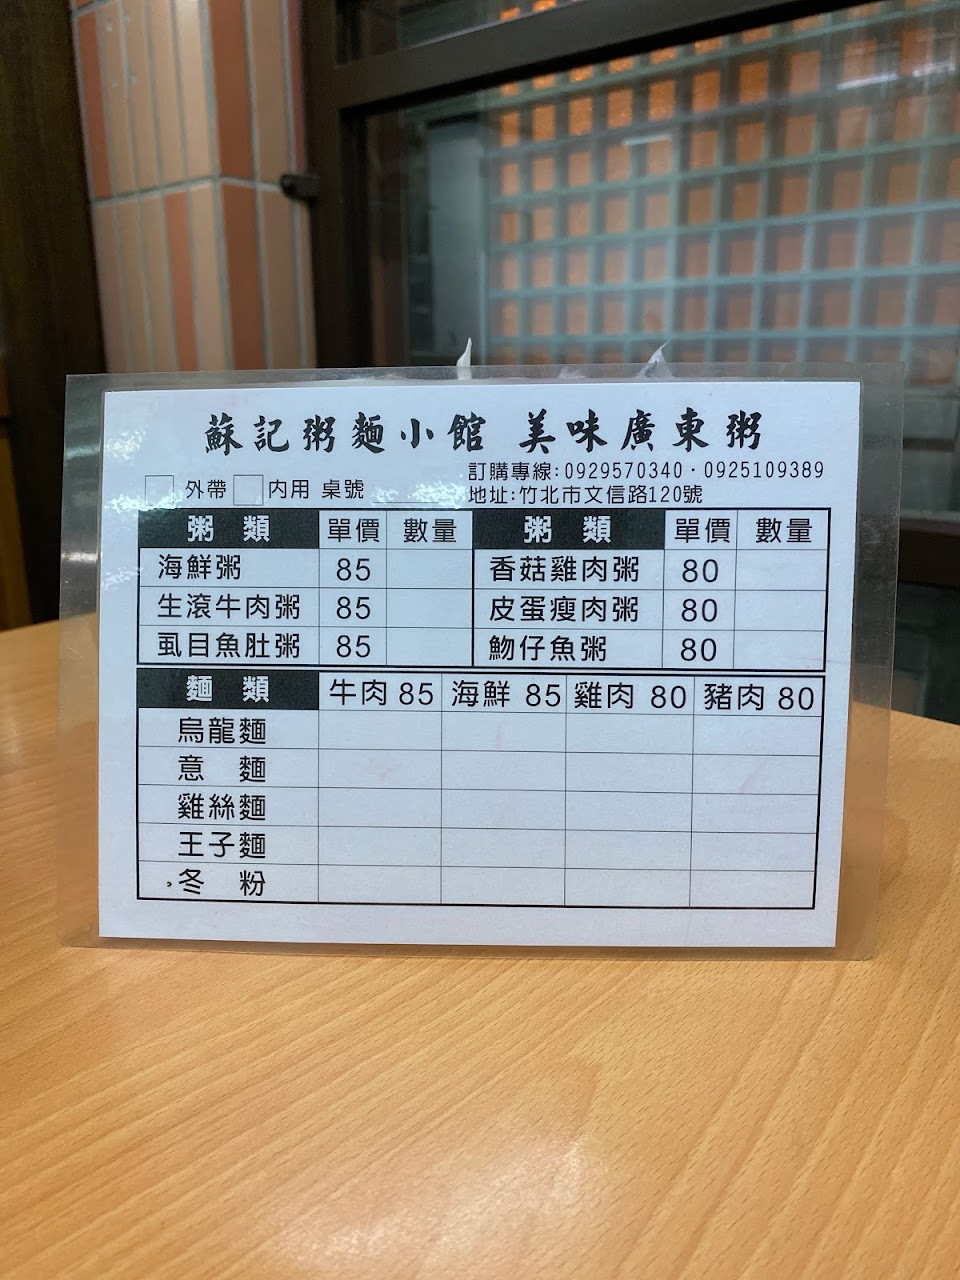 蘇記粥麵小館 美味廣東粥
訂購專線:0929570340·0925109389
外帶 內用 桌號
地址:竹北市文信路120號
粥類 單價 數量 粥類 單價 數量
海鮮粥 85 香菇雞肉粥 80
生滾牛肉粥 85 皮蛋瘦肉粥 80
虱目魚肚粥 85 魩仔魚粥 80
麵類 牛肉 85 海鮮 85 雞肉 80 豬肉 80
烏龍麵
意麵
雞絲麵
王子麵
冬粉